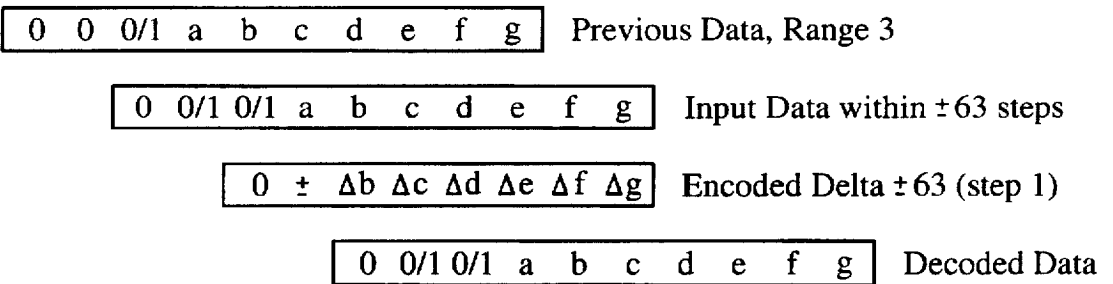 0 0 0/1 a b c d e f g Previous Data, Range 3
0 0/1 0/1 a b c d e f g Input Data within ±63 steps
0 ± Δb Δc Δd Δe Δf Δg Encoded Delta ±63 (step 1)
0 0/1 0/1 a b c d e f g Decoded Data